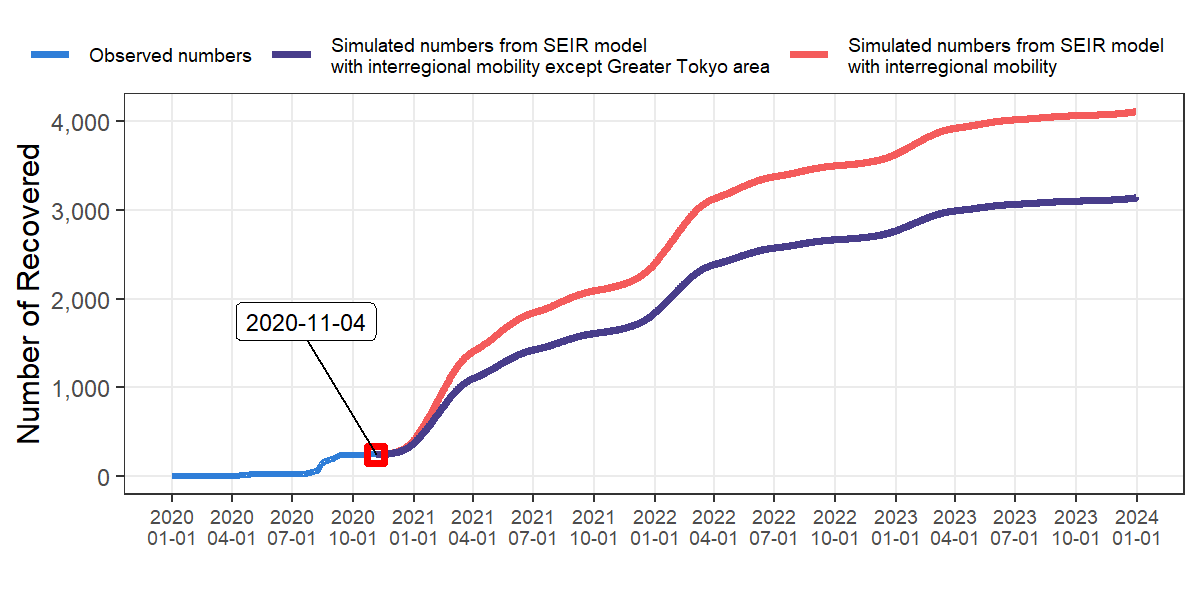 Observed numbers
Simulated numbers from SEIR model
with interregional mobility except Greater Tokyo area
Simulated numbers from SEIR model
with interregional mobility
Number of Recovered
4,000
3,000
2,000
1,000
0
2020-11-04
2020 2020 2020 2020 2021 2021 2021 2021 2022 2022 2022 2022 2023 2023 2023 2023 2024
01-01 04-01 07-01 10-01 01-01 04-01 07-01 10-01 01-01 04-01 07-01 10-01 01-01 04-01 07-01 10-01 01-01